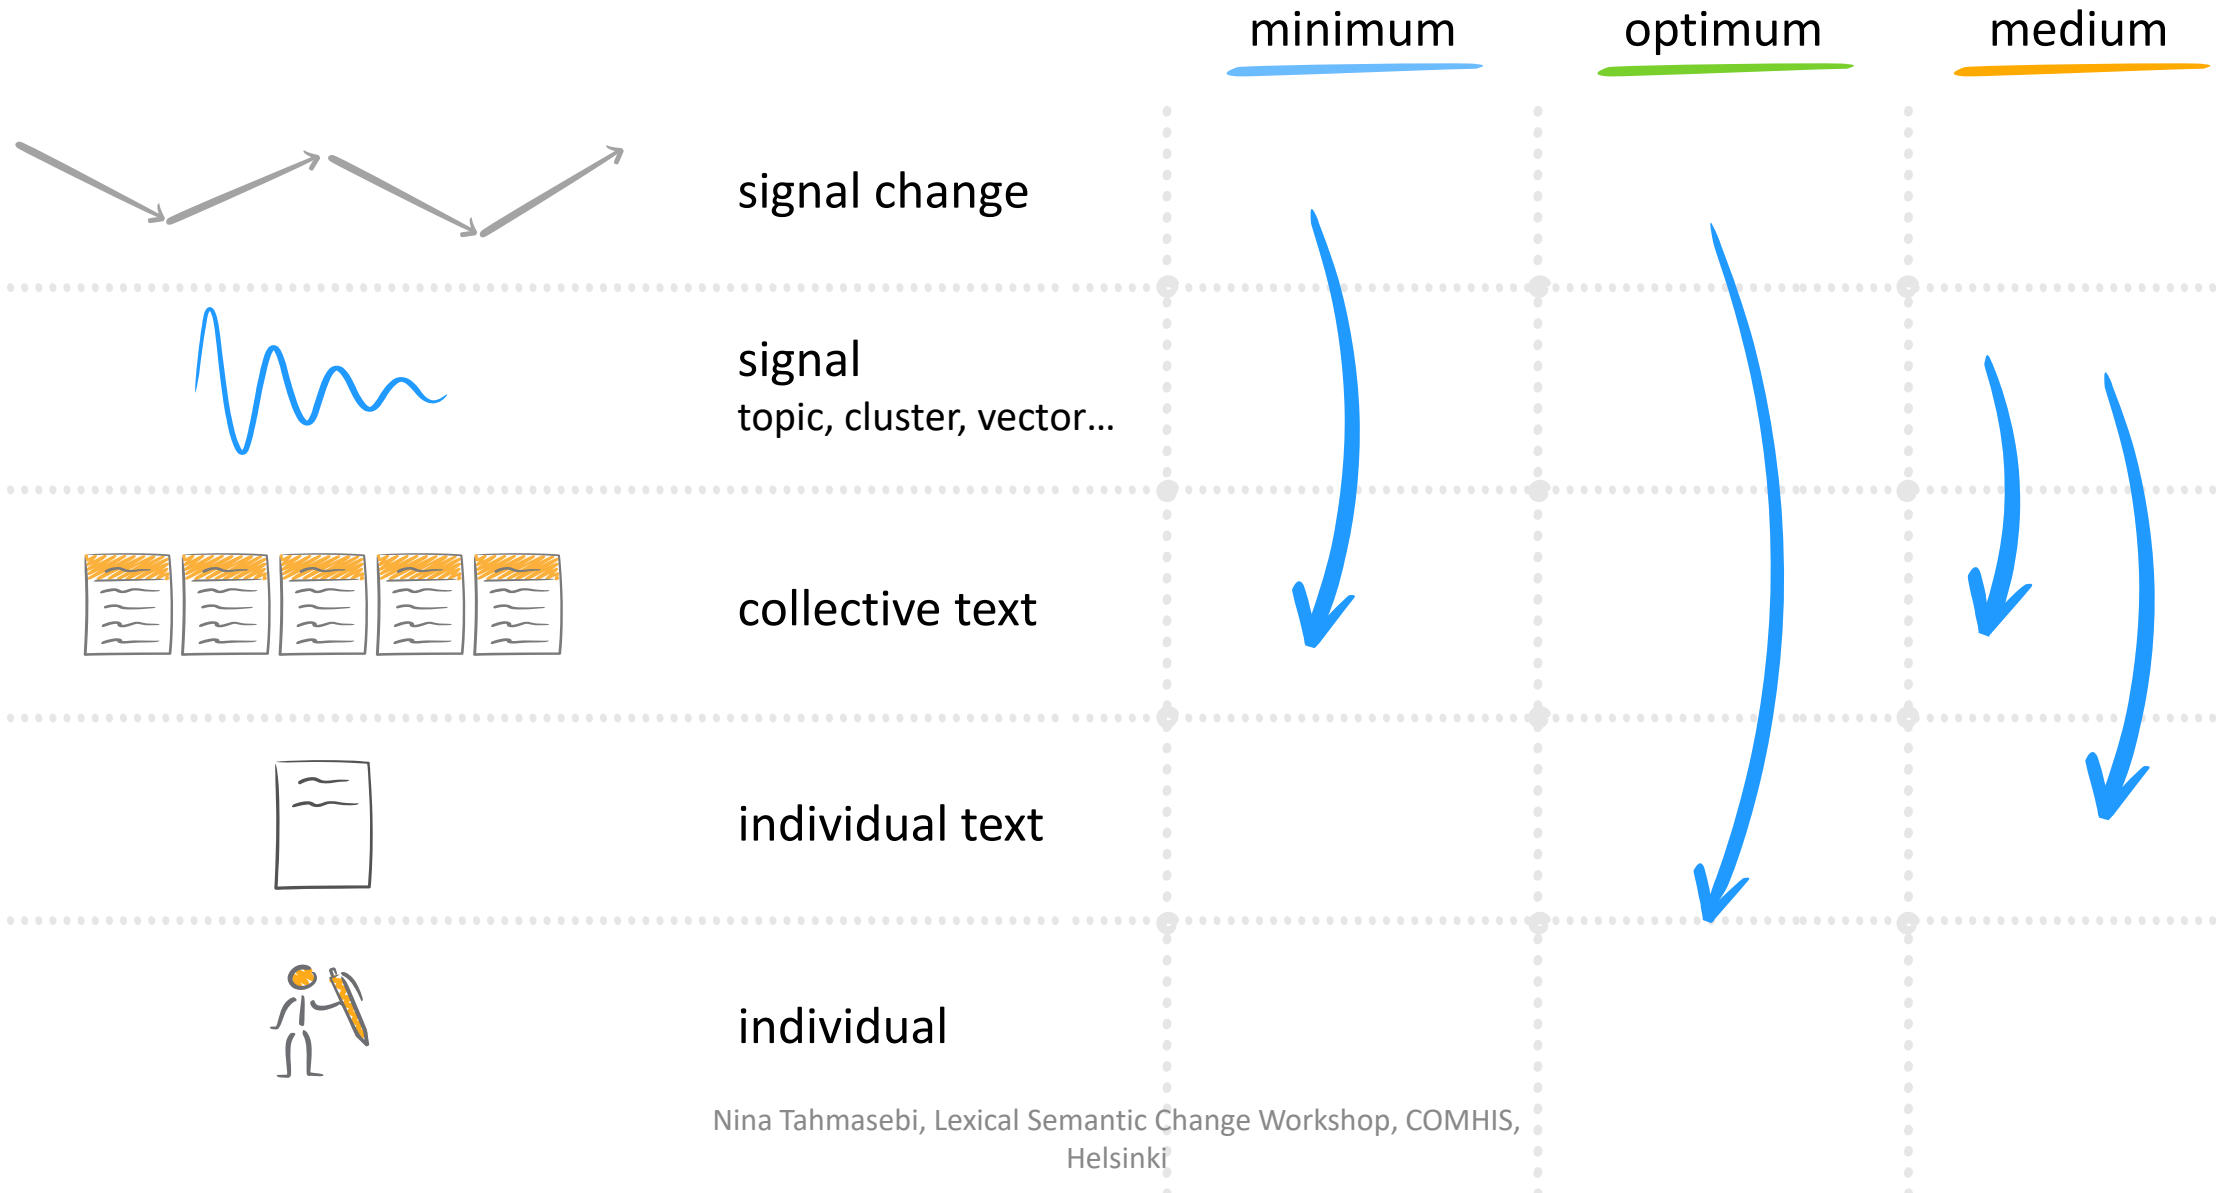 minimum optimum medium
signal change
signal
topic, cluster, vector…
collective text
individual text
individual
Nina Tahmasebi, Lexical Semantic Change Workshop, COMHIS,
Helsinki